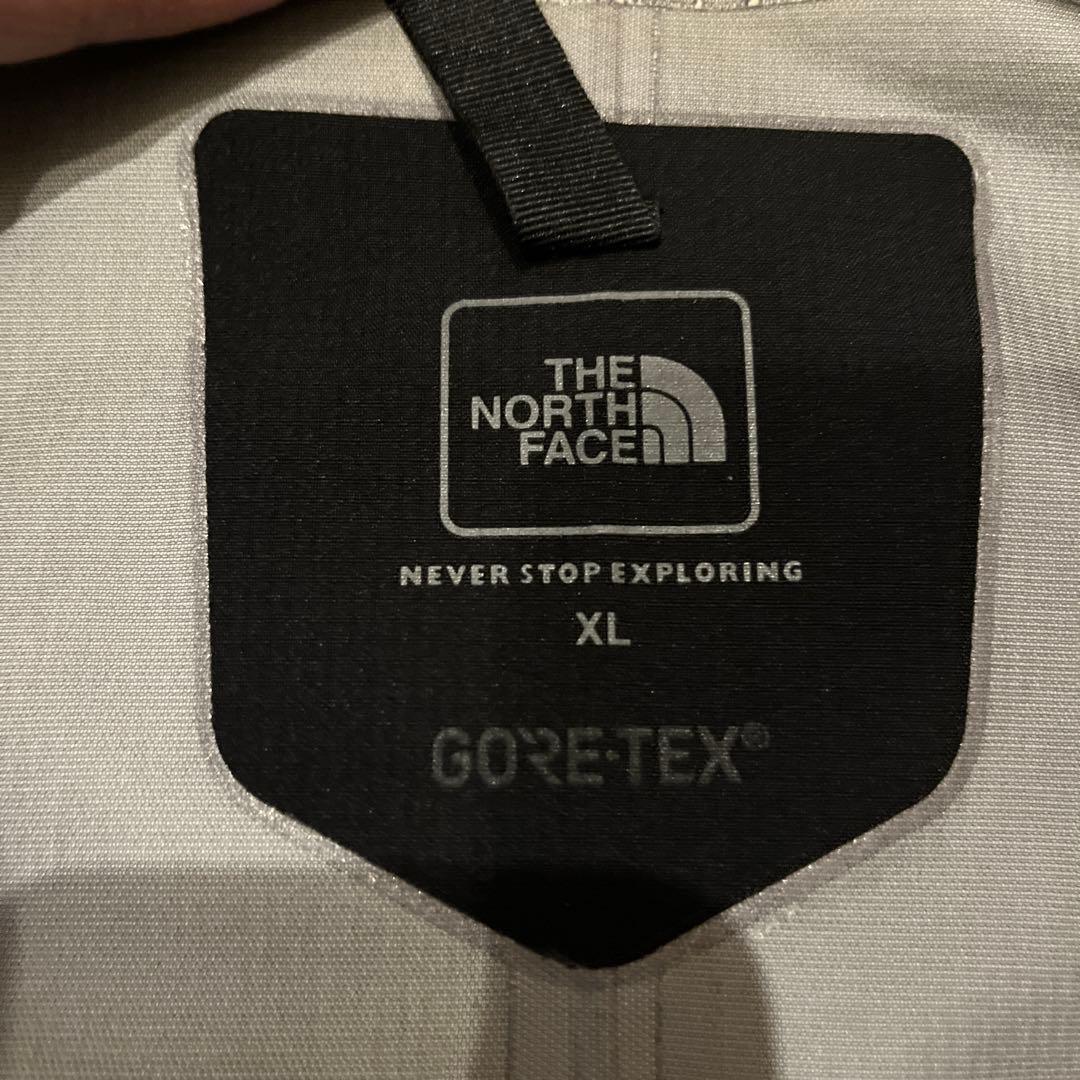 THE
NORTH
FACE
NEVER STOP EXPLORING
XL
GORE-TEX®